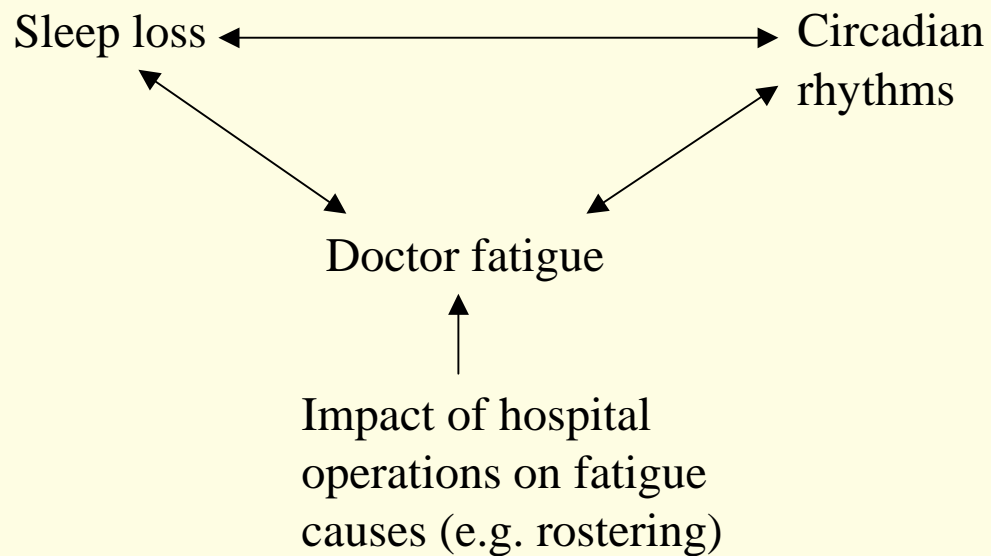 Sleep loss
Circadian
rhythms
Doctor fatigue
Impact of hospital
operations on fatigue
causes (e.g. rostering)